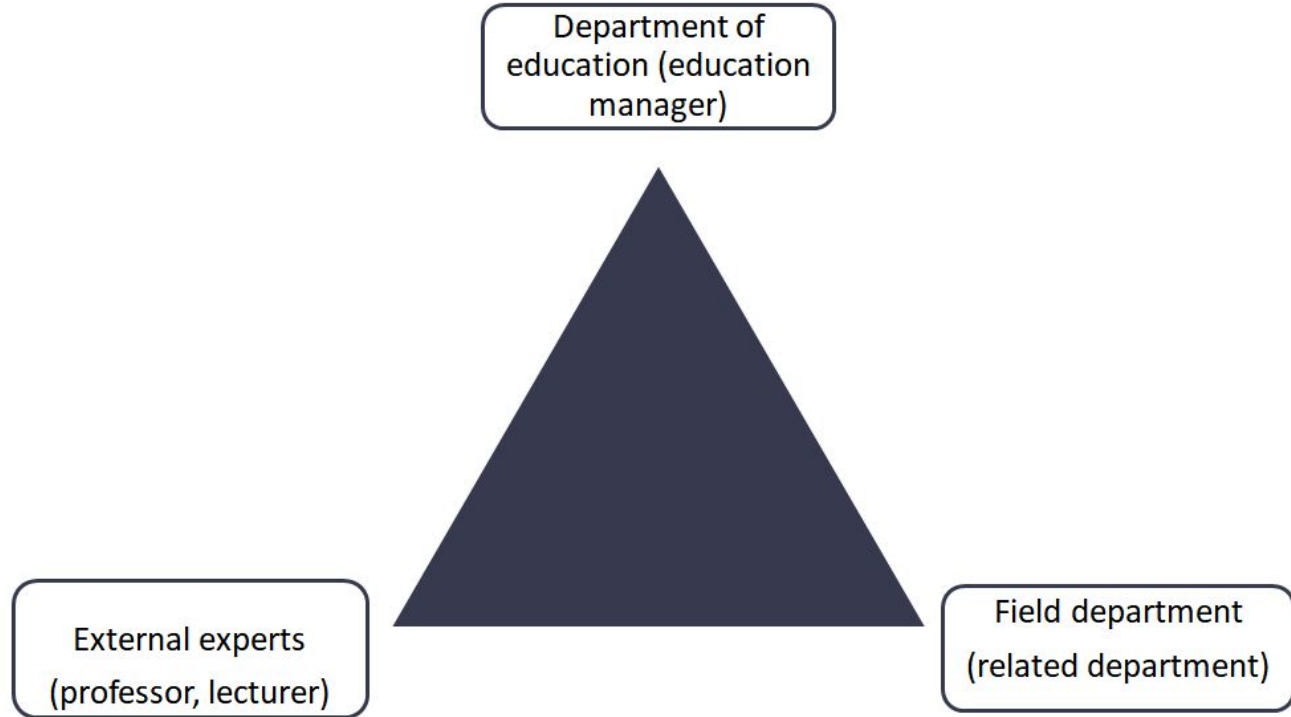 Department of
education (education
manager)
External experts
(professor, lecturer)
Field department
(related department)